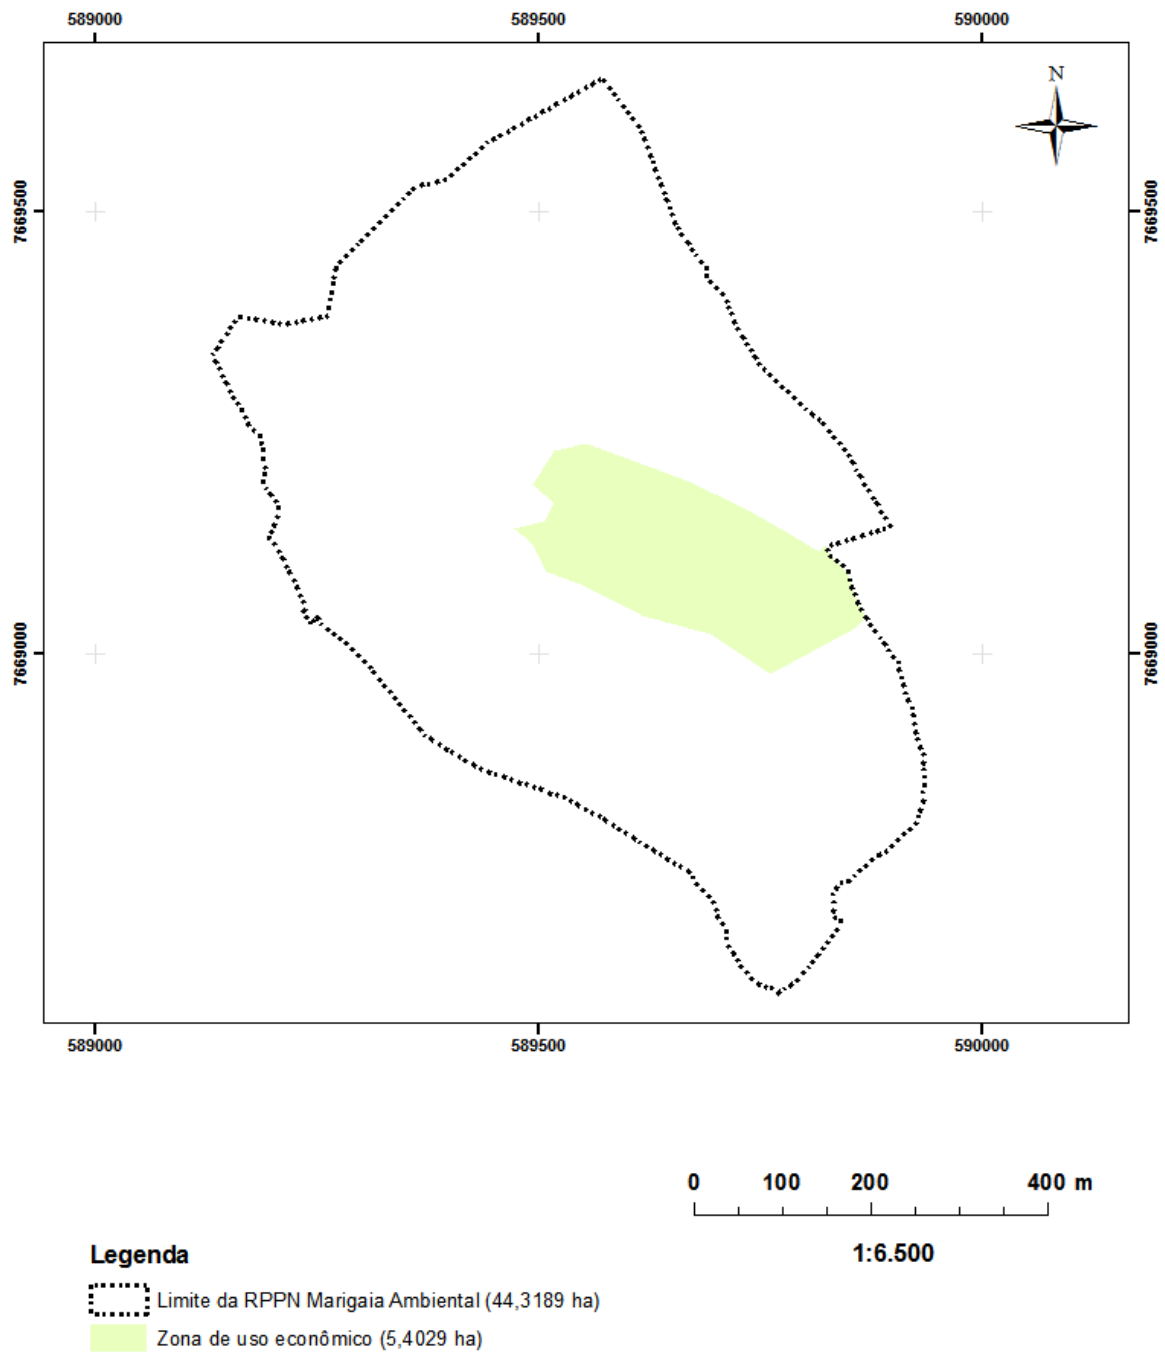 589000 589500 590000
N
7669500 7669500
7669000 7669000
589000 589500 590000
0 100 200 400 m
1:6.500
Legenda
Limite da RPPN Marigaia Ambiental (44,3189 ha)
Zona de uso econômico (5,4029 ha)